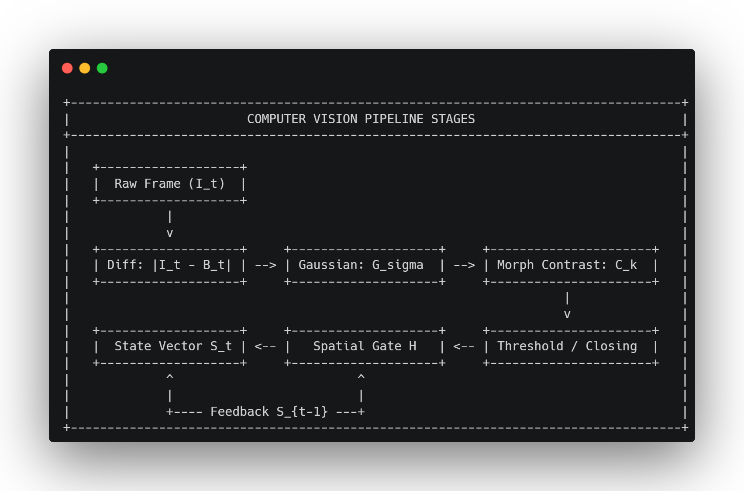 COMPUTER VISION PIPELINE STAGES
Raw Frame (I_t)
|
v
Diff: |I_t - B_t| --> Gaussian: G_sigma --> Morph Contrast: C_k
|
v
State Vector S_t <-- Spatial Gate H <-- Threshold / Closing
^ ^
| |
+---- Feedback S_{t-1} ---+